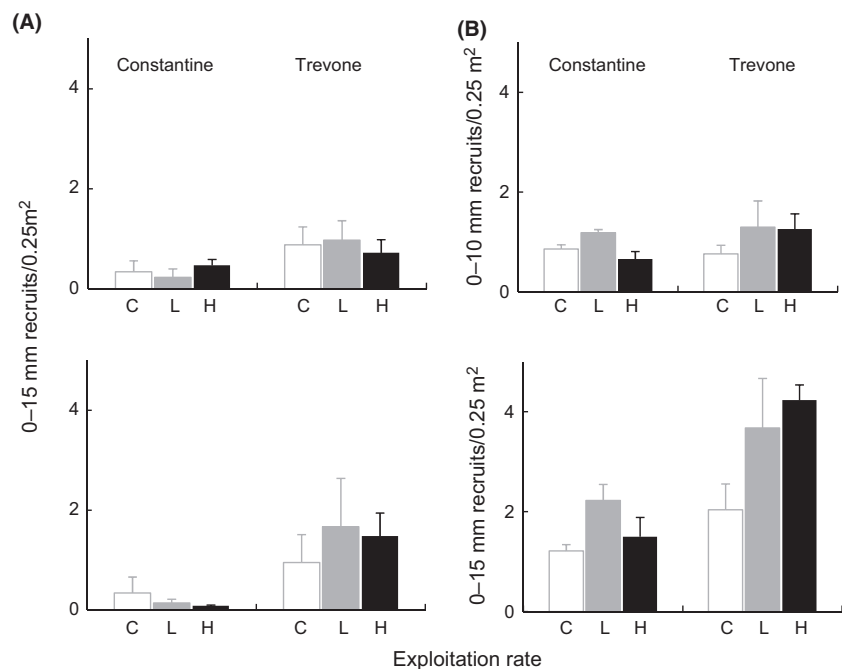 (A)
Constantine Trevone
4
2
0
C L H C L H
0–15 mm recruits/0.25m²
4
2
0
C L H C L H
(B)
Constantine Trevone
4
2
0
C L H C L H
0–10 mm recruits/0.25 m²
4
2
0
C L H C L H
0–15 mm recruits/0.25 m²
Exploitation rate